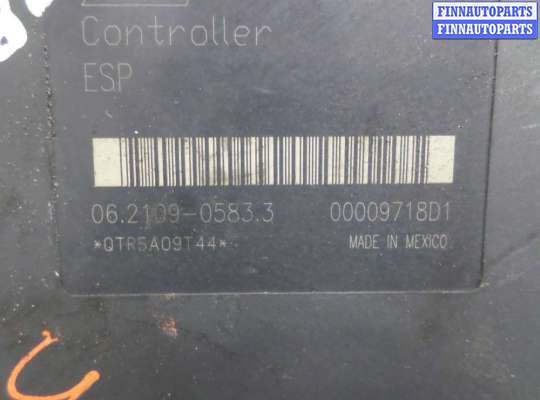 FINNAUTOPARTS
FINNAUTOPARTS
Controller
ESP
06.2109-0583.3 00009718D1
*QTR5A09T44* MADE IN MEXICO